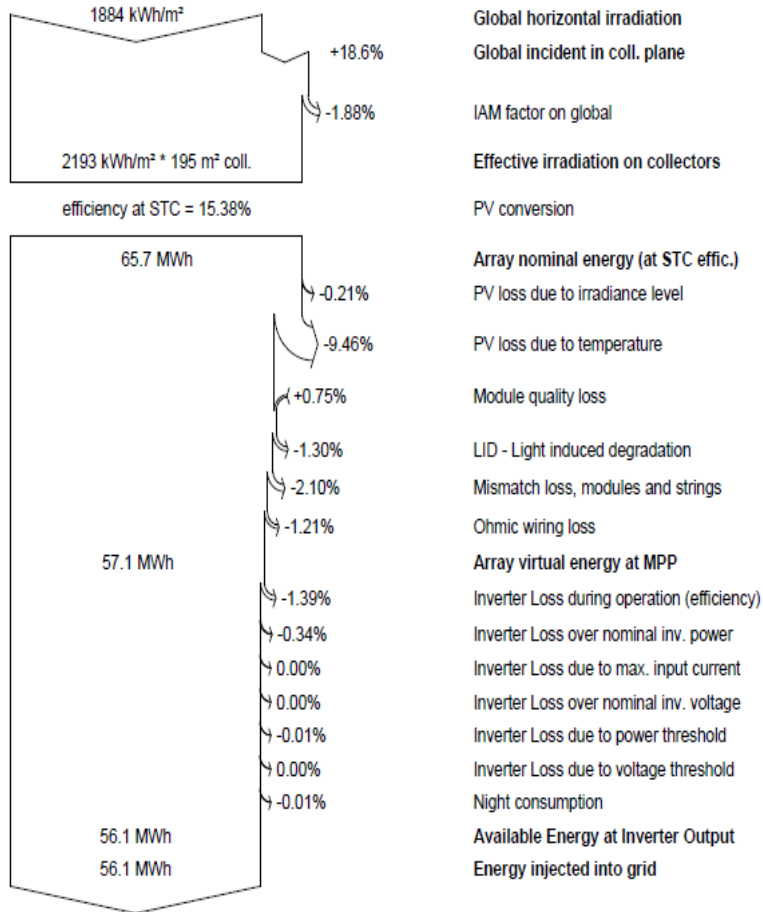 1884 kWh/m² Global horizontal irradiation
+18.6% Global incident in coll. plane
-1.88% IAM factor on global
2193 kWh/m² * 195 m² coll. Effective irradiation on collectors
efficiency at STC = 15.38% PV conversion
65.7 MWh Array nominal energy (at STC effic.)
-0.21% PV loss due to irradiance level
-9.46% PV loss due to temperature
+0.75% Module quality loss
-1.30% LID - Light induced degradation
-2.10% Mismatch loss, modules and strings
-1.21% Ohmic wiring loss
57.1 MWh Array virtual energy at MPP
-1.39% Inverter Loss during operation (efficiency)
-0.34% Inverter Loss over nominal inv. power
0.00% Inverter Loss due to max. input current
0.00% Inverter Loss over nominal inv. voltage
-0.01% Inverter Loss due to power threshold
0.00% Inverter Loss due to voltage threshold
-0.01% Night consumption
56.1 MWh Available Energy at Inverter Output
56.1 MWh Energy injected into grid